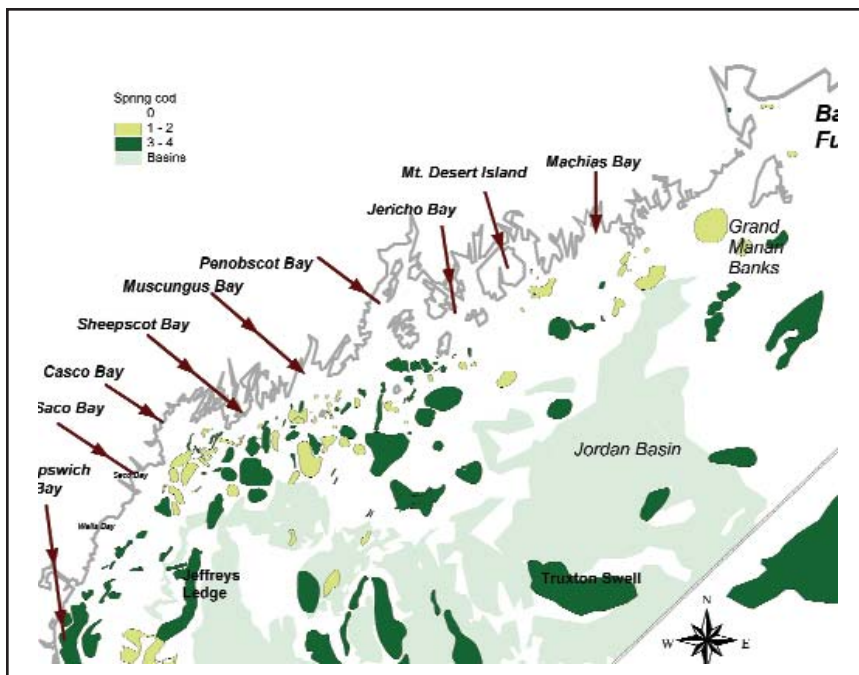 Spring cod
0
1 - 2
3 - 4
Basins
Ba
Fu
Machias Bay
Mt. Desert Island
Jericho Bay
Grand
Manan
Banks
Penobscot Bay
Muscungus Bay
Sheepscot Bay
Casco Bay
Saco Bay
Jordan Basin
pswich
Bay
Saco Bay
Wells Bay
Jeffreys
Ledge
Truxton Swell
N
W
E